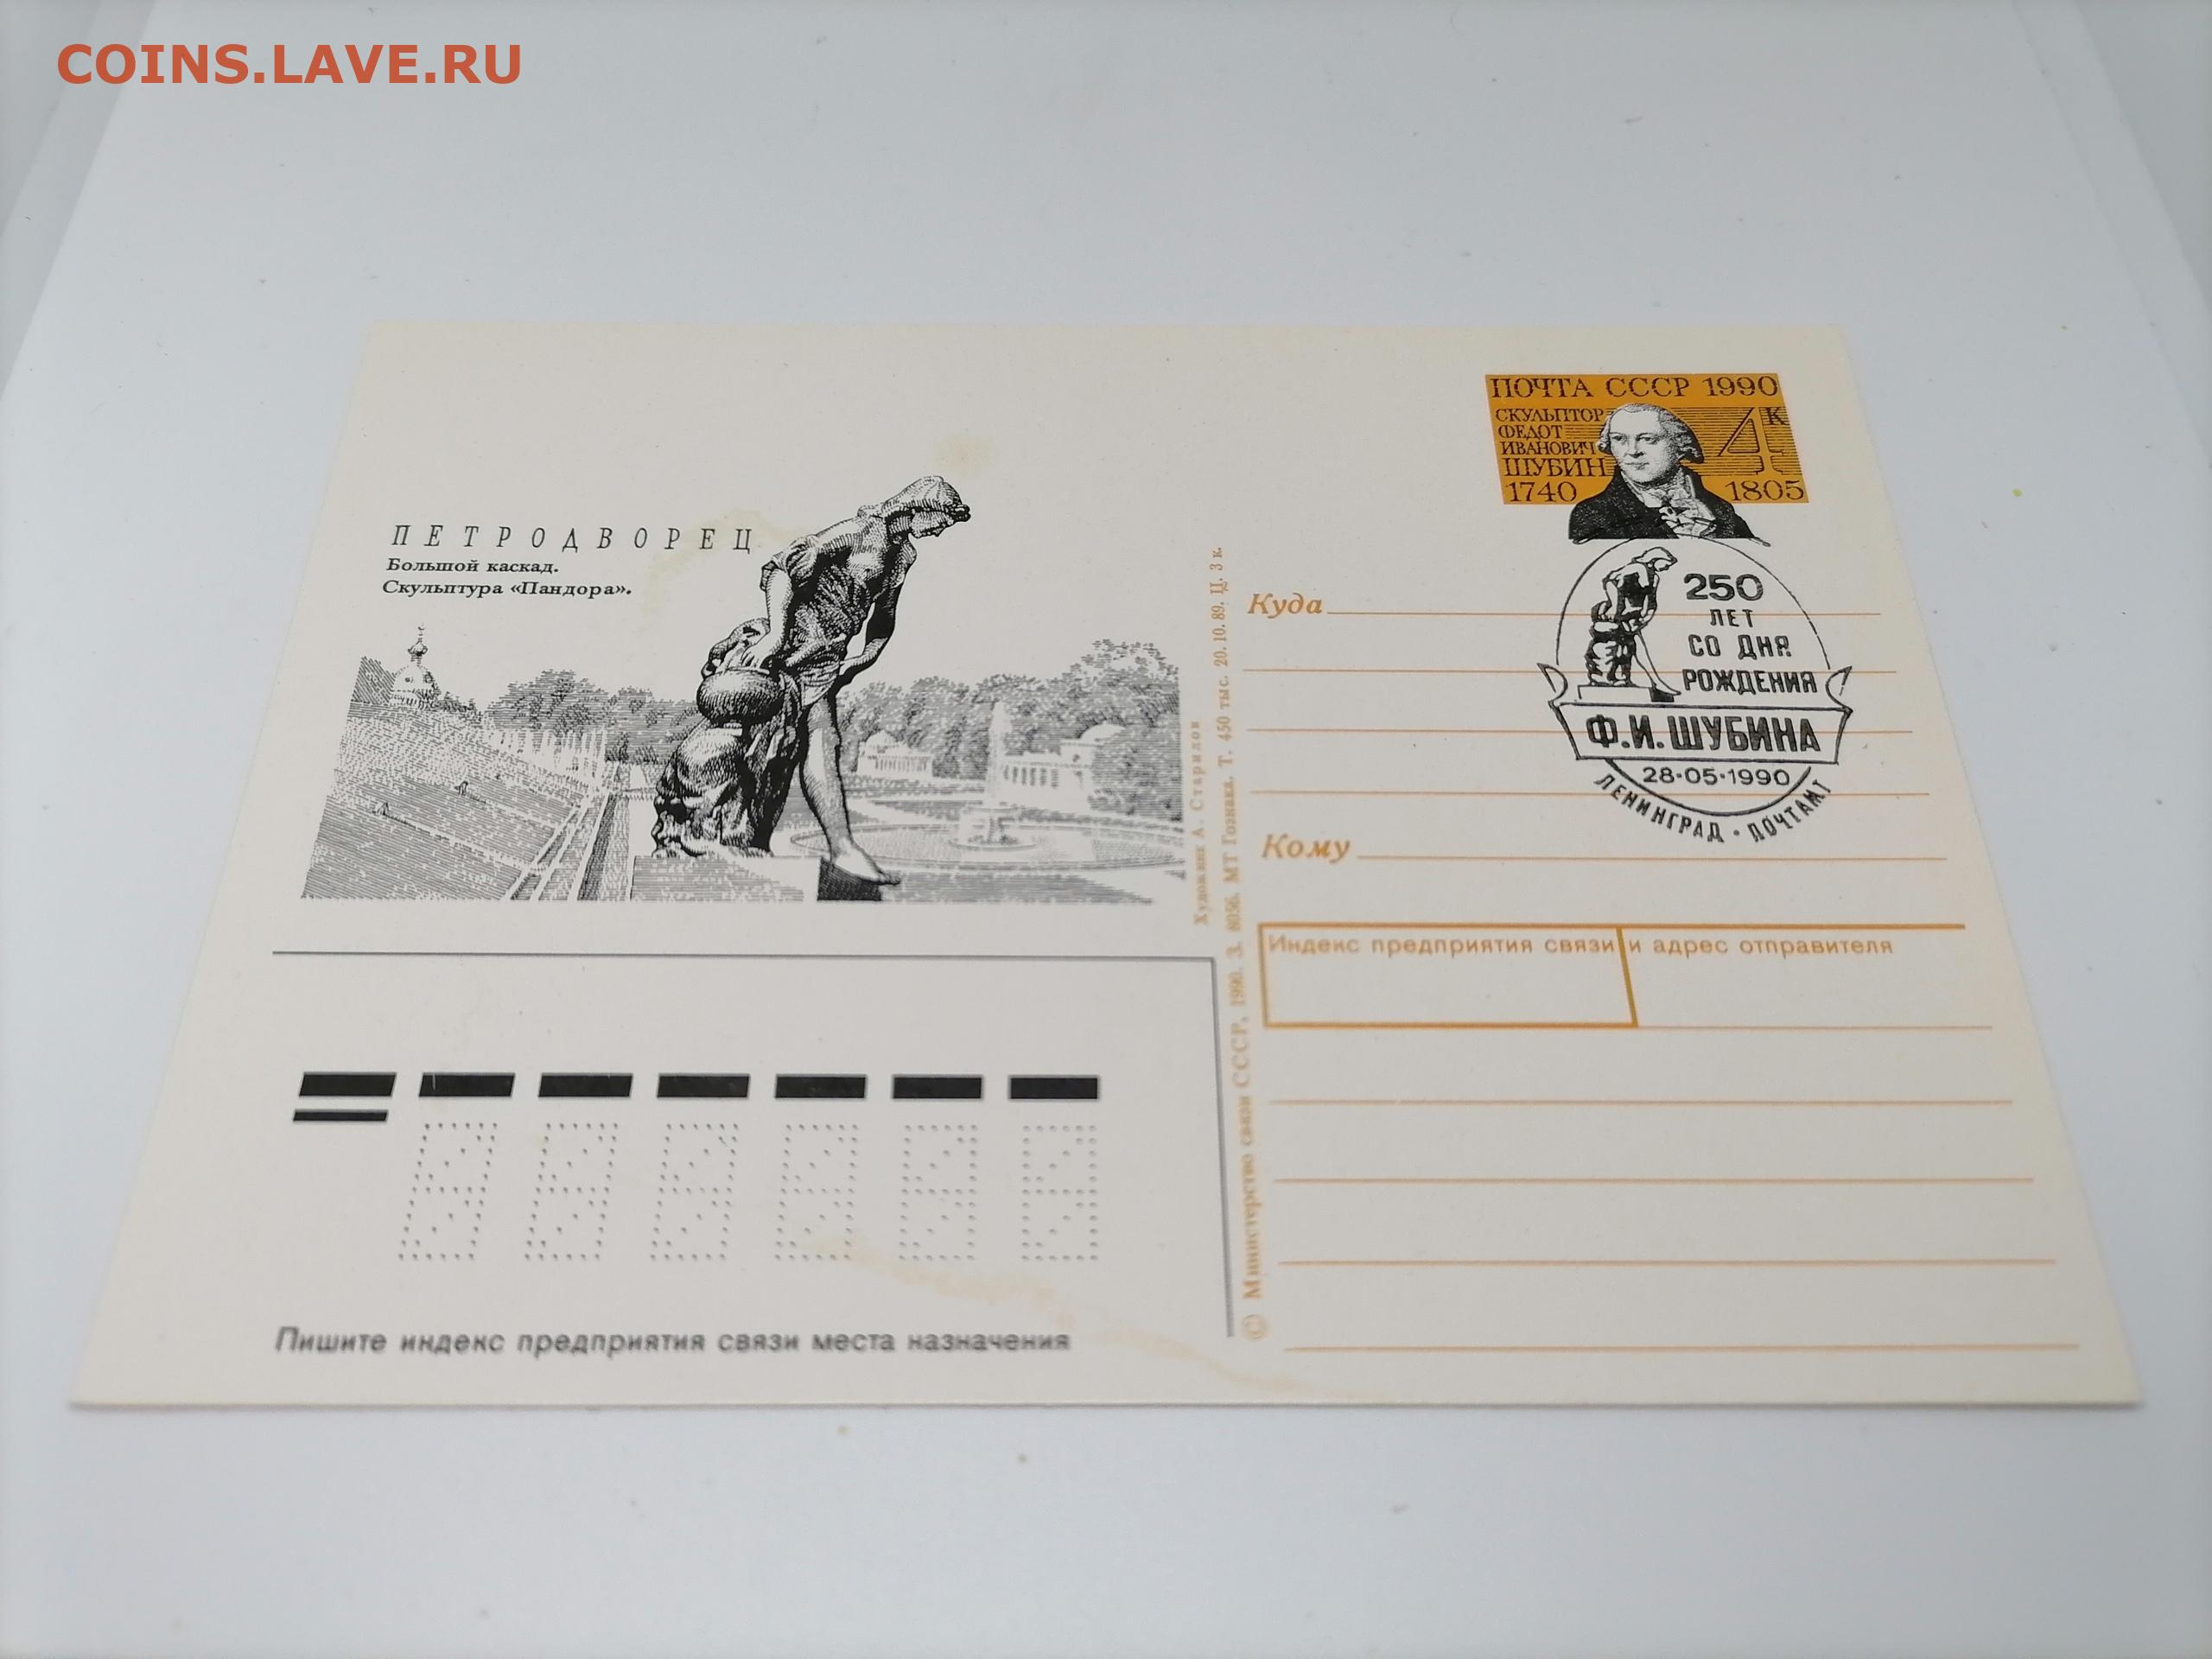 COINS.LAVE.RU
ПОЧТА СССР 1990
СКУЛЬПТОР
ФЕДОТ
ИВАНОВИЧ
ШУБИН
1740
4 К
1805
ПЕТРОДВОРЕЦ
Большой каскад.
Скульптура «Пандора».
250
ЛЕТ
СО ДНЯ
РОЖДЕНИЯ
Ф.И.ШУБИНА
28·05·1990
ЛЕНИНГРАД · ПОЧТАМТ
Куда
Кому
Индекс предприятия связи и адрес отправителя
© Министерство связи СССР, 1990. З. 8056. МТ Гознака. Т. 450 тыс. 20.10.89. Ц. 3 к.
Художник А. Старилов
Пишите индекс предприятия связи места назначения